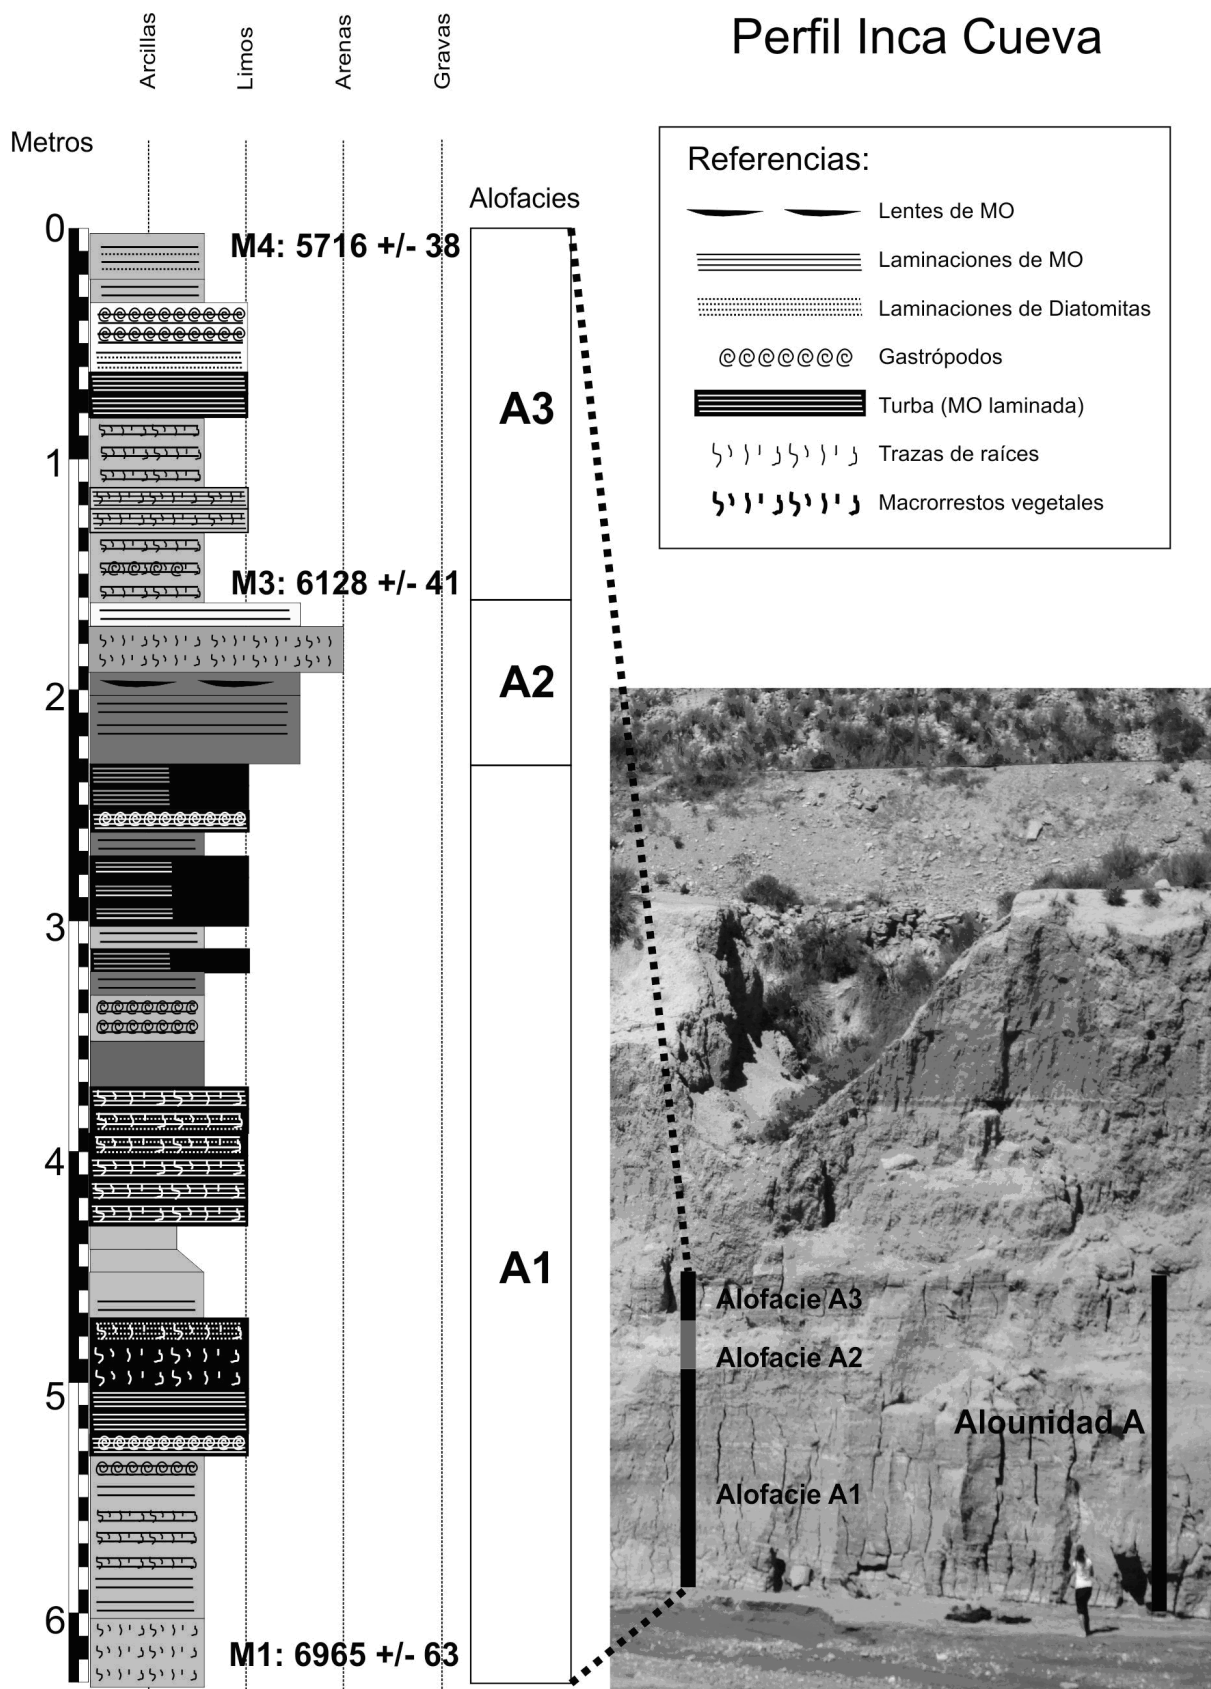 Perfil Inca Cueva
Arcillas
Limos
Arenas
Gravas
Metros
Alofacies
Referencias:
Lentes de MO
Laminaciones de MO
Laminaciones de Diatomitas
Gastrópodos
Turba (MO laminada)
Trazas de raíces
Macrorrestos vegetales
0
M4: 5716 +/- 38
A3
1
M3: 6128 +/- 41
A2
2
3
4
A1
5
6
M1: 6965 +/- 63
Alofacie A3
Alofacie A2
Alounidad A
Alofacie A1